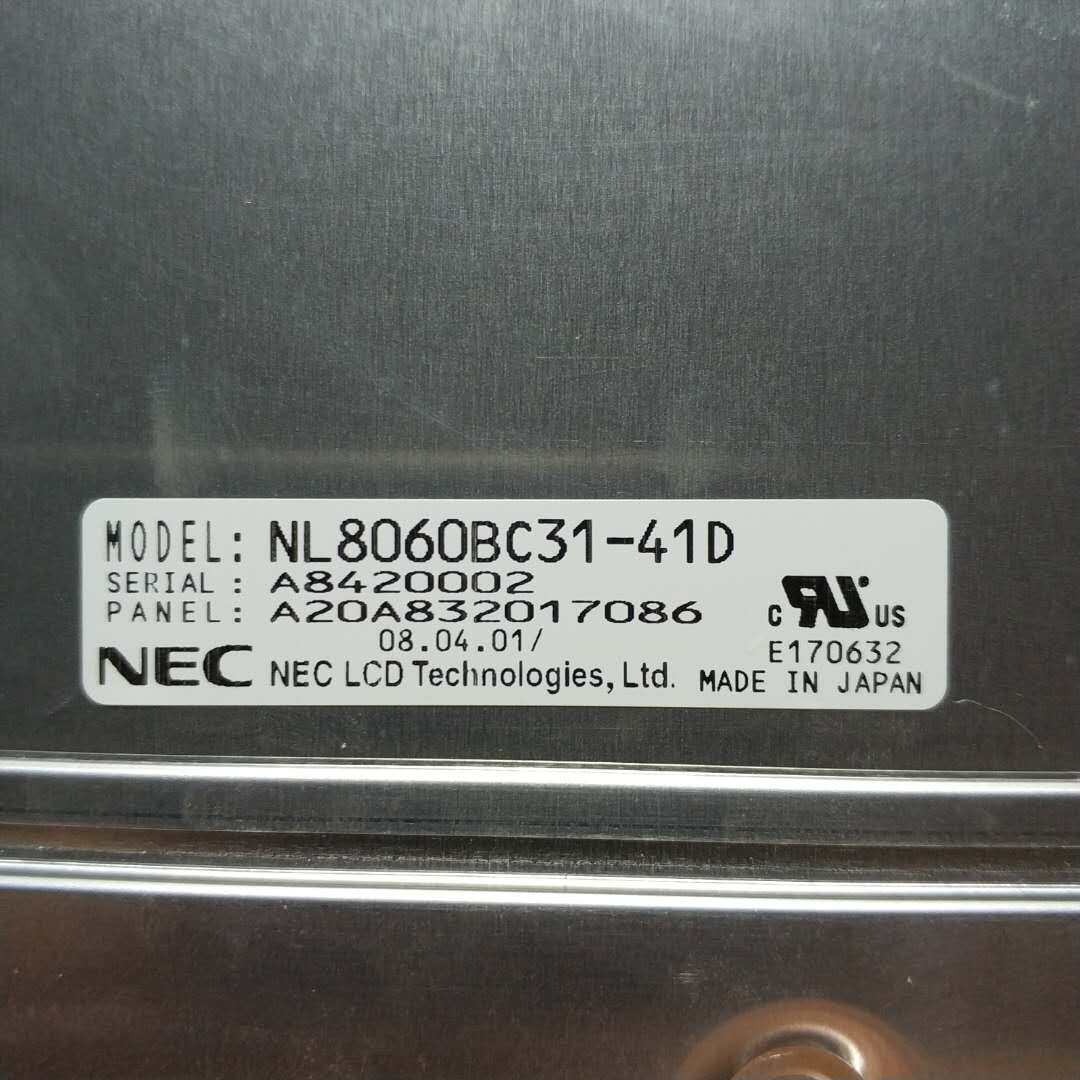 MODEL: NL8060BC31-41D
SERIAL : A8420002
PANEL: A20A832017086
08.04.01/
c RU US
E170632
NEC NEC LCD Technologies, Ltd. MADE IN JAPAN